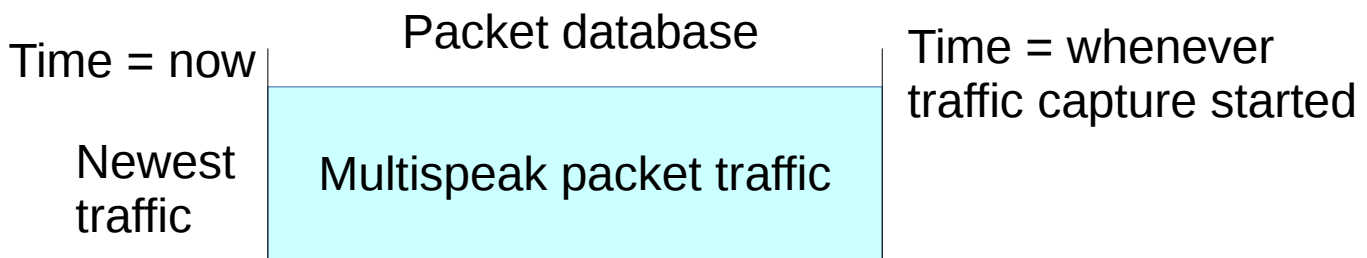 Packet database
Time = now
Time = whenever
traffic capture started
Newest
traffic
Multispeak packet traffic